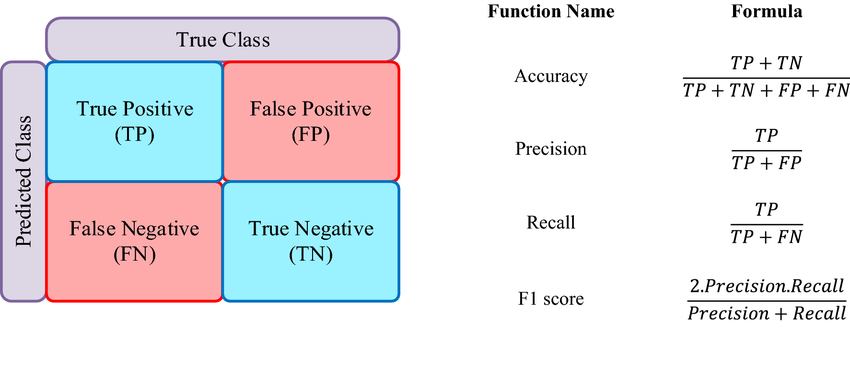 True Class
Predicted Class
True Positive
(TP)
False Positive
(FP)
False Negative
(FN)
True Negative
(TN)
Function Name Formula
Accuracy
TP + TN
TP + TN + FP + FN
Precision
TP
TP + FP
Recall
TP
TP + FN
F1 score
2.Precision.Recall
Precision + Recall